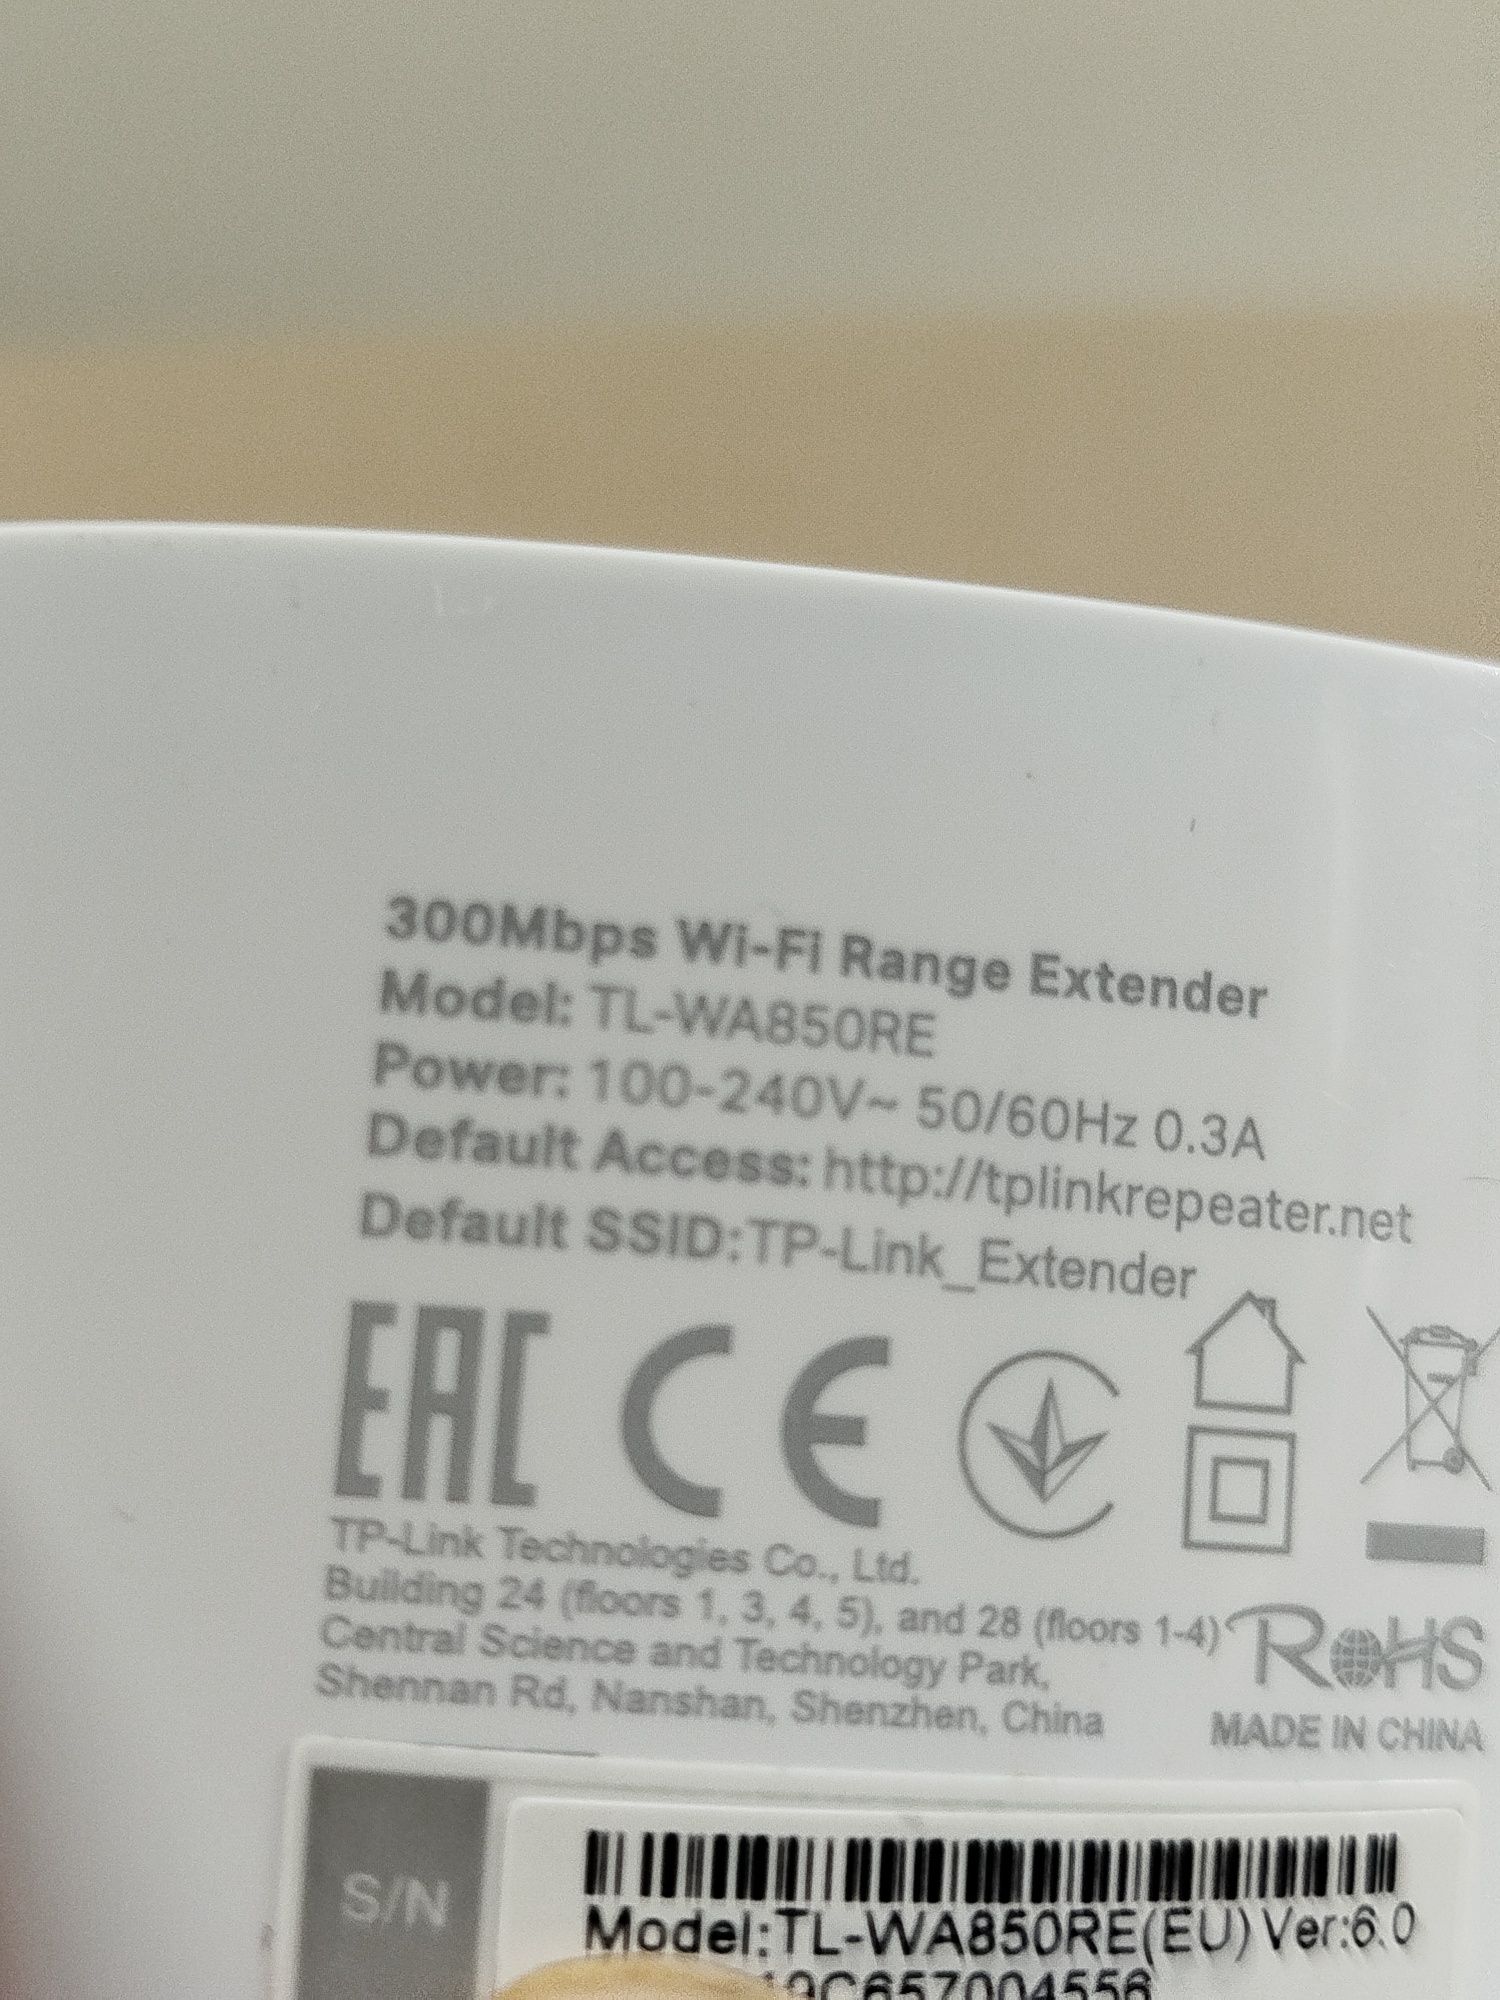 300Mbps Wi-Fi Range Extender
Model: TL-WA850RE
Power: 100-240V~ 50/60Hz 0.3A
Default Access: http://tplinkrepeater.net
Default SSID:TP-Link_Extender
EAC CE
TP-Link Technologies Co., Ltd.
Building 24 (floors 1, 3, 4, 5), and 28 (floors 1-4)
Central Science and Technology Park,
Shennan Rd, Nanshan, Shenzhen, China
RoHS
MADE IN CHINA
S/N
Model:TL-WA850RE(EU) Ver:6.0